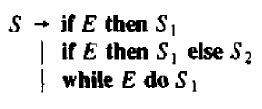 S → if E then S₁
| if E then S₁ else S₂
| while E do S₁